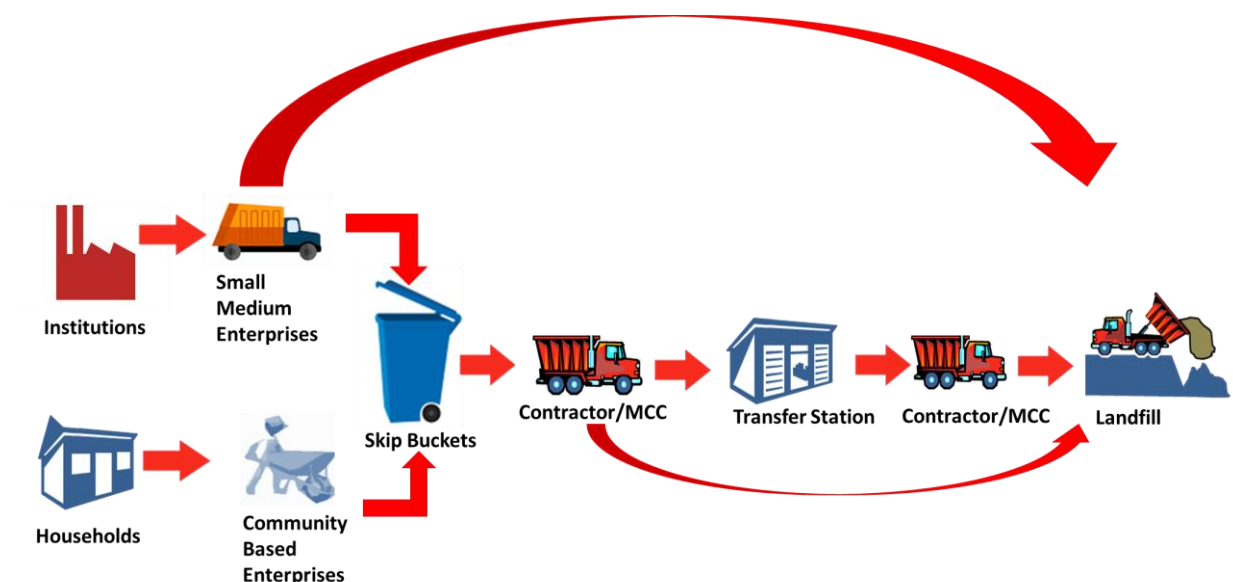 Institutions
Small
Medium
Enterprises
Households
Community
Based
Enterprises
Skip Buckets
Contractor/MCC
Transfer Station
Contractor/MCC
Landfill